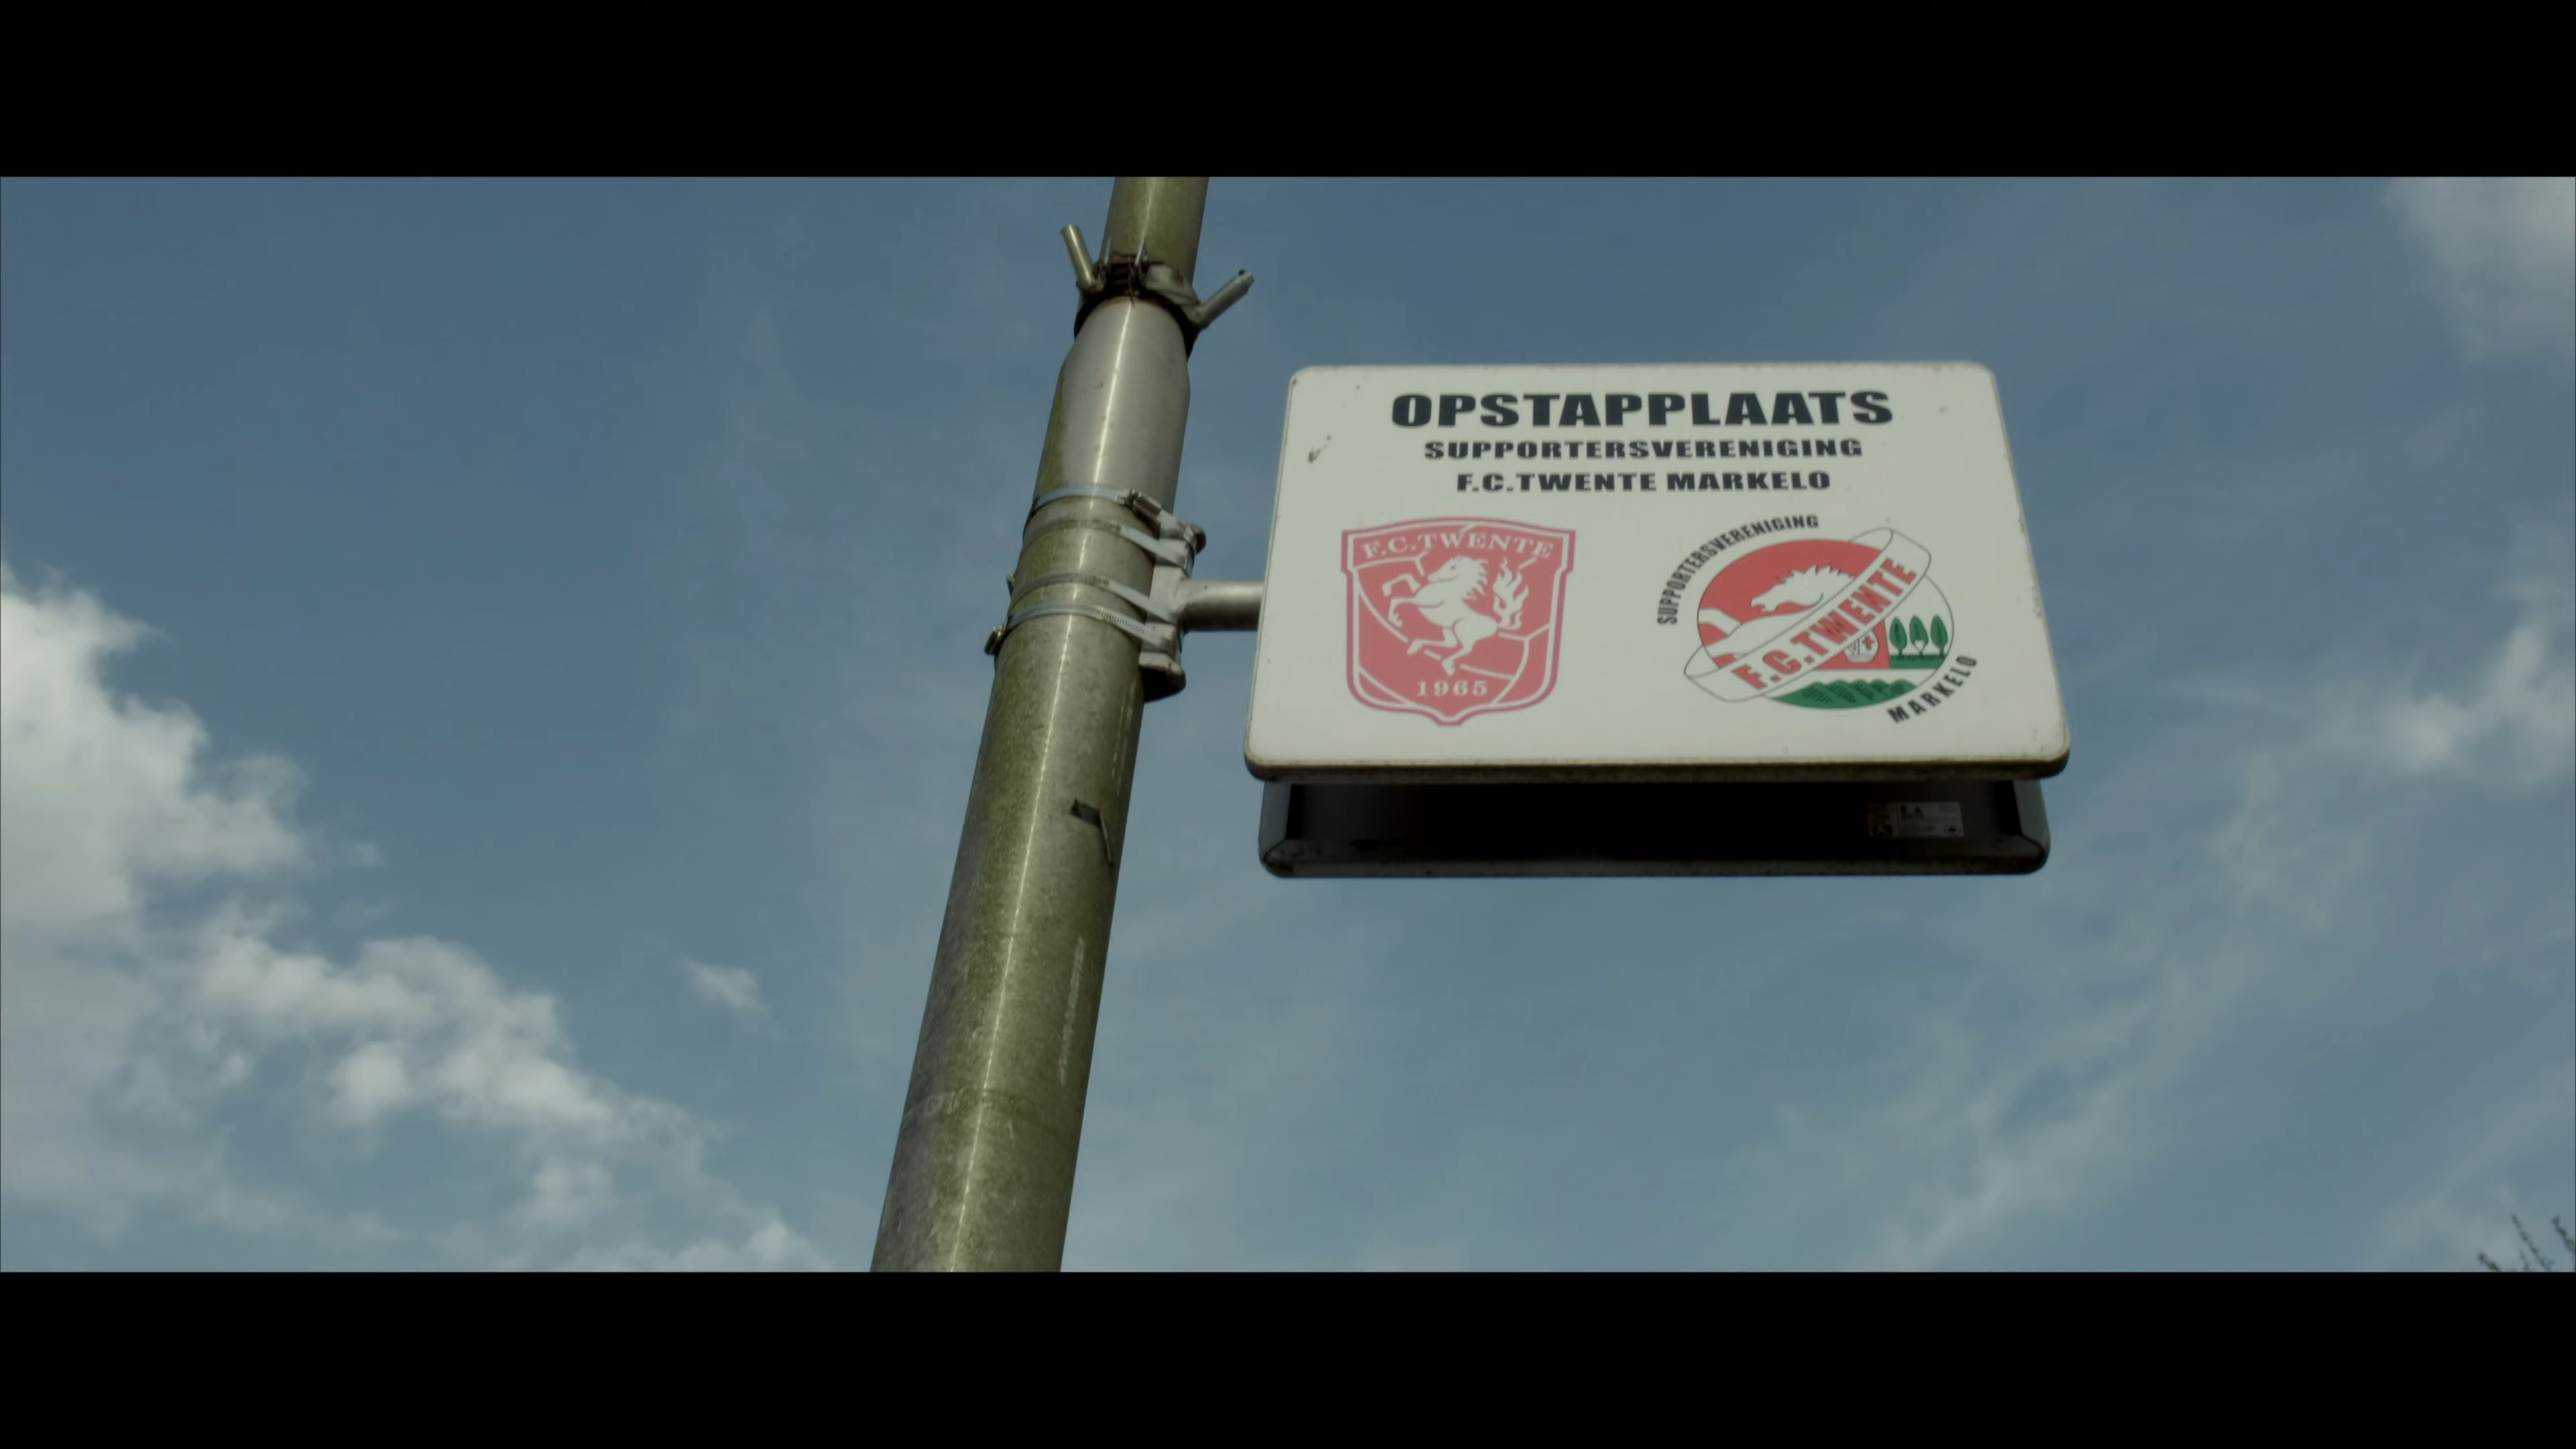 OPSTAPPLAATS
SUPPORTERSVERENIGING
F.C.TWENTE MARKELO
F.C.TWENTE
1965
SUPPORTERSVERENIGING
F.C.TWENTE
MARKELO